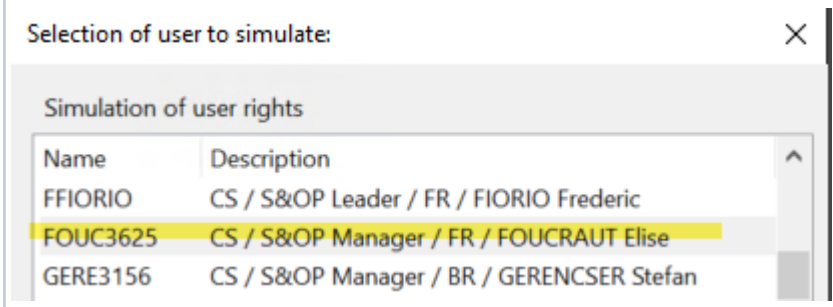 Selection of user to simulate:
Simulation of user rights
Name Description
FFIORIO CS / S&OP Leader / FR / FIORIO Frederic
FOUC3625 CS / S&OP Manager / FR / FOUCRAUT Elise
GERE3156 CS / S&OP Manager / BR / GERENCSER Stefan